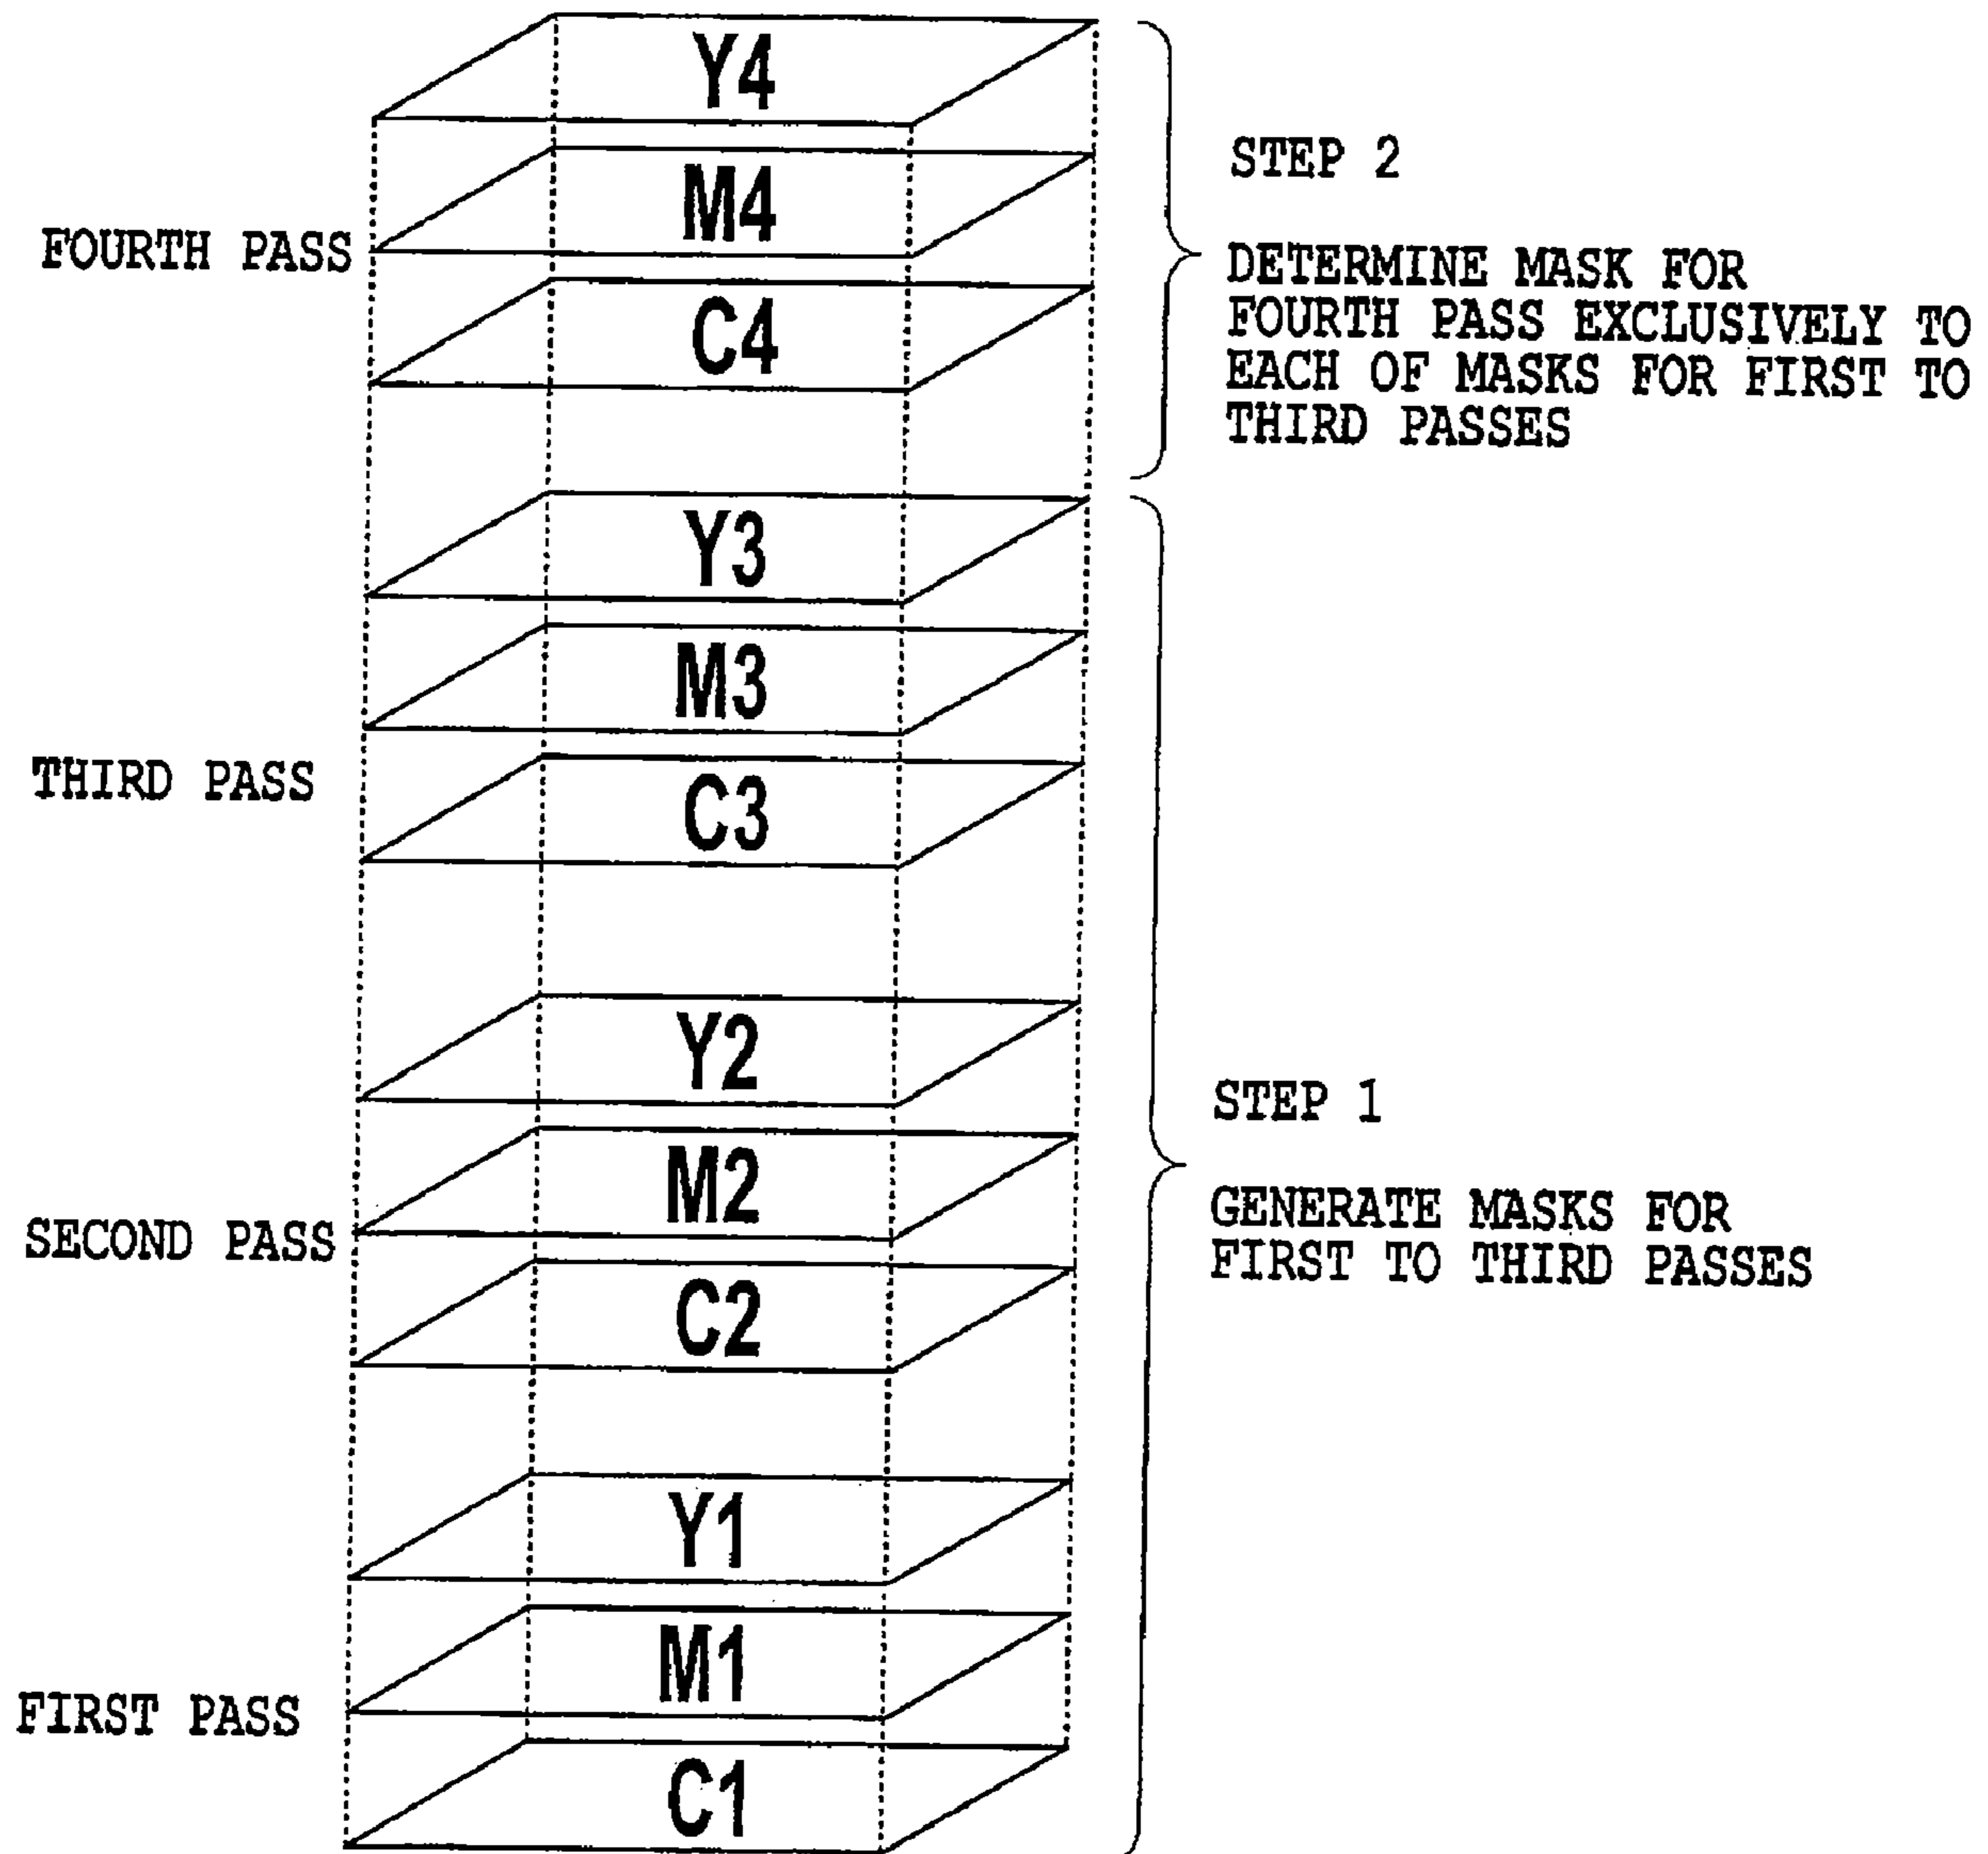 Y4
M4
FOURTH PASS
C4
STEP 2
DETERMINE MASK FOR
FOURTH PASS EXCLUSIVELY TO
EACH OF MASKS FOR FIRST TO
THIRD PASSES
Y3
M3
THIRD PASS
C3
Y2
M2
SECOND PASS
C2
STEP 1
GENERATE MASKS FOR
FIRST TO THIRD PASSES
Y1
M1
FIRST PASS
C1